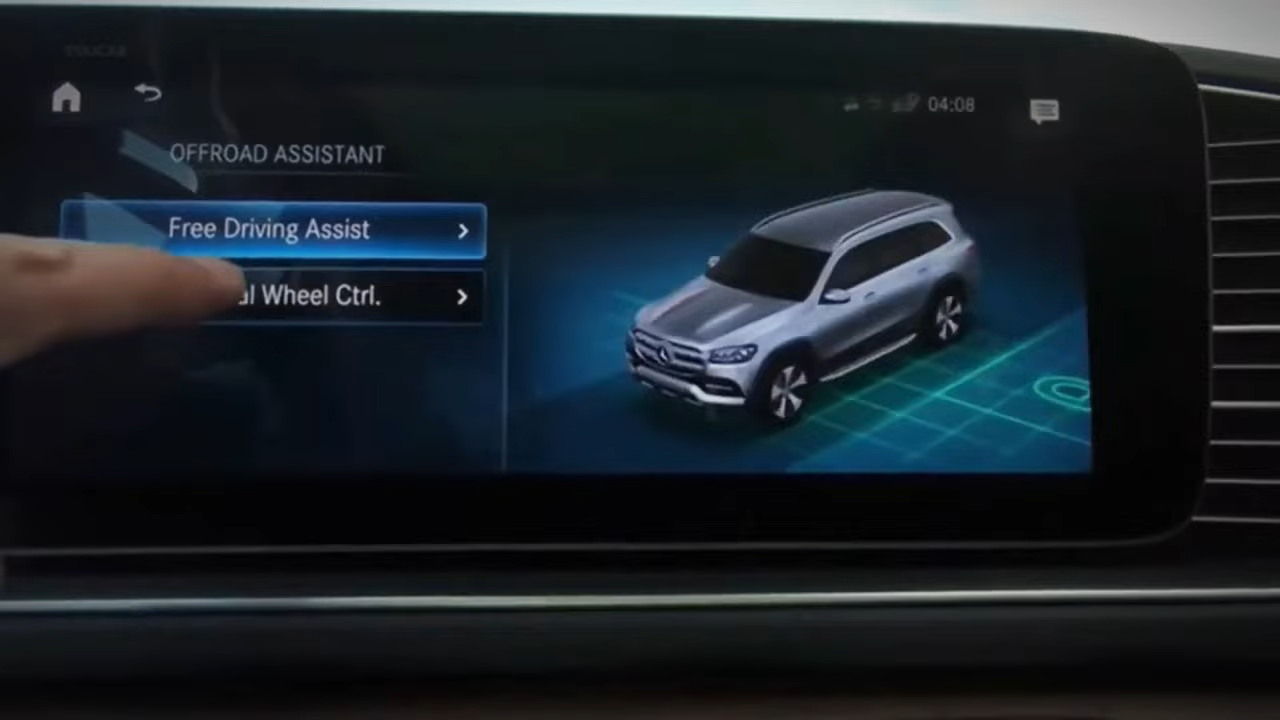 04:08
OFFROAD ASSISTANT
Free Driving Assist
al Wheel Ctrl.